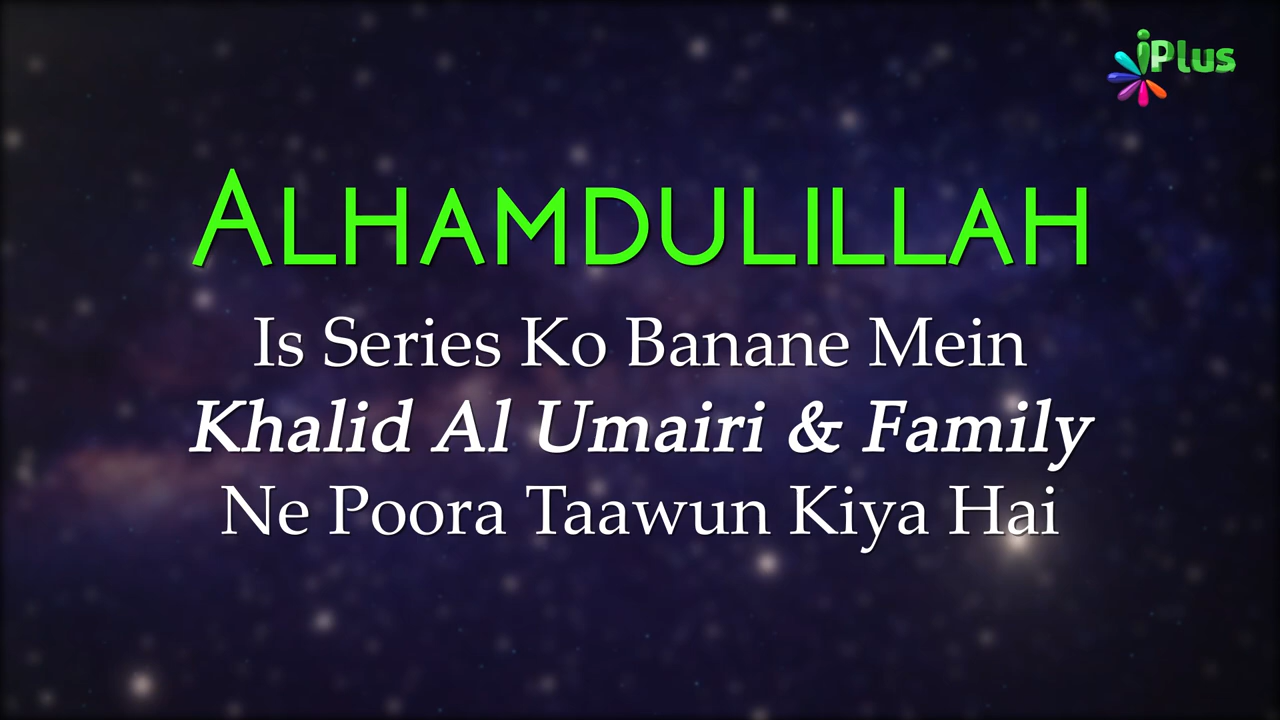 iPlus
ALHAMDULILLAH
Is Series Ko Banane Mein
Khalid Al Umairi & Family
Ne Poora Taawun Kiya Hai